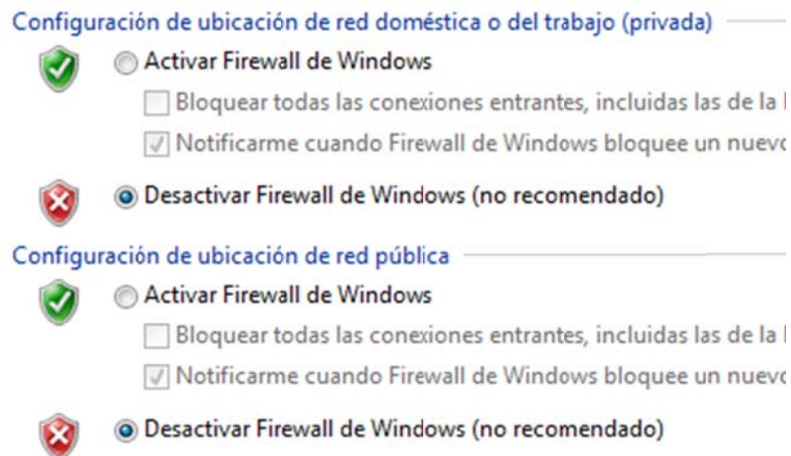 Configuración de ubicación de red doméstica o del trabajo (privada)
Activar Firewall de Windows
Bloquear todas las conexiones entrantes, incluidas las de la
Notificarme cuando Firewall de Windows bloquee un nuevo
Desactivar Firewall de Windows (no recomendado)
Configuración de ubicación de red pública
Activar Firewall de Windows
Bloquear todas las conexiones entrantes, incluidas las de la
Notificarme cuando Firewall de Windows bloquee un nuevo
Desactivar Firewall de Windows (no recomendado)